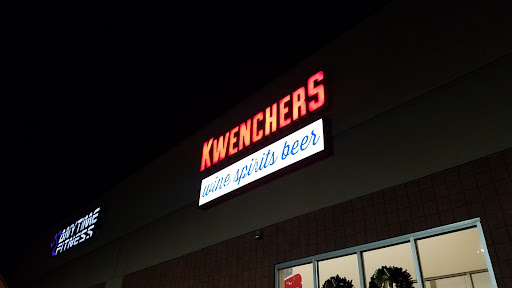 KWENCHERS
wine spirits beer
ANYTIME
FITNESS